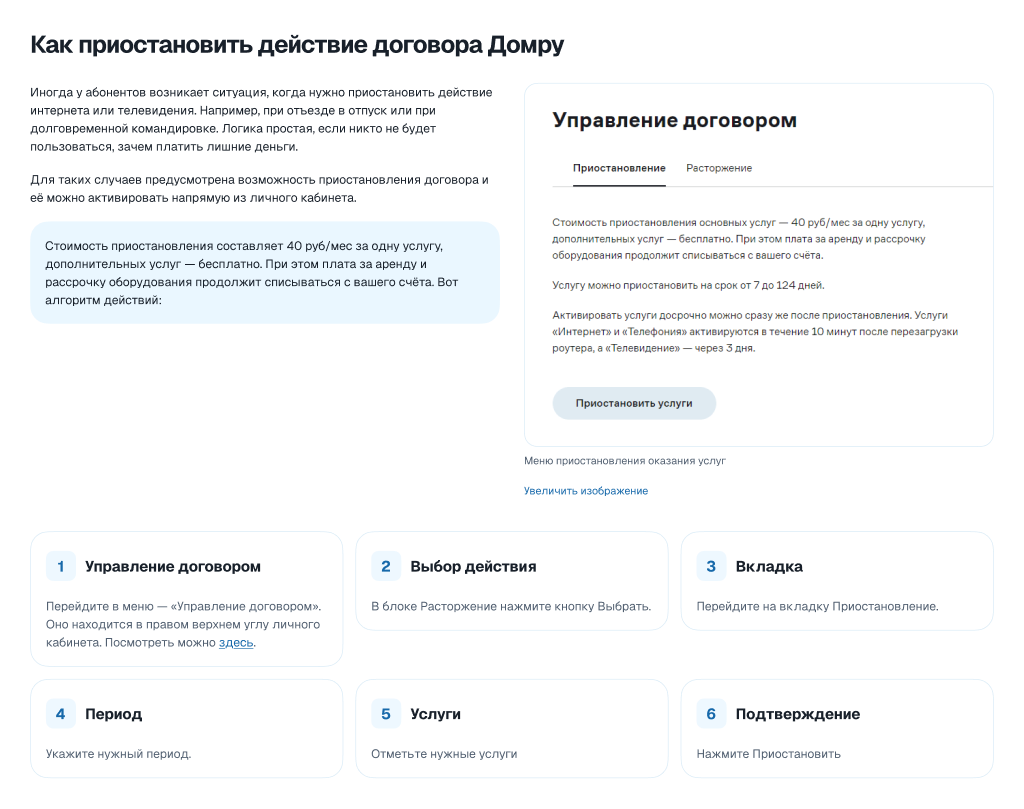 Как приостановить действие договора Домру
Иногда у абонентов возникает ситуация, когда нужно приостановить действие
интернета или телевидения. Например, при отъезде в отпуск или при
долговременной командировке. Логика простая, если никто не будет
пользоваться, зачем платить лишние деньги.
Для таких случаев предусмотрена возможность приостановления договора и
её можно активировать напрямую из личного кабинета.
Стоимость приостановления составляет 40 руб/мес за одну услугу,
дополнительных услуг — бесплатно. При этом плата за аренду и
рассрочку оборудования продолжит списываться с вашего счёта. Вот
алгоритм действий:
Управление договором
Приостановление Расторжение
Стоимость приостановления основных услуг — 40 руб/мес за одну услугу,
дополнительных услуг — бесплатно. При этом плата за аренду и рассрочку
оборудования продолжит списываться с вашего счёта.
Услугу можно приостановить на срок от 7 до 124 дней.
Активировать услуги досрочно можно сразу же после приостановления. Услуги
«Интернет» и «Телефония» активируются в течение 10 минут после перезагрузки
роутера, а «Телевидение» — через 3 дня.
Приостановить услуги
Меню приостановления оказания услуг
Увеличить изображение
1 Управление договором
Перейдите в меню — «Управление договором».
Оно находится в правом верхнем углу личного
кабинета. Посмотреть можно здесь.
2 Выбор действия
В блоке Расторжение нажмите кнопку Выбрать.
3 Вкладка
Перейдите на вкладку Приостановление.
4 Период
Укажите нужный период.
5 Услуги
Отметьте нужные услуги
6 Подтверждение
Нажмите Приостановить